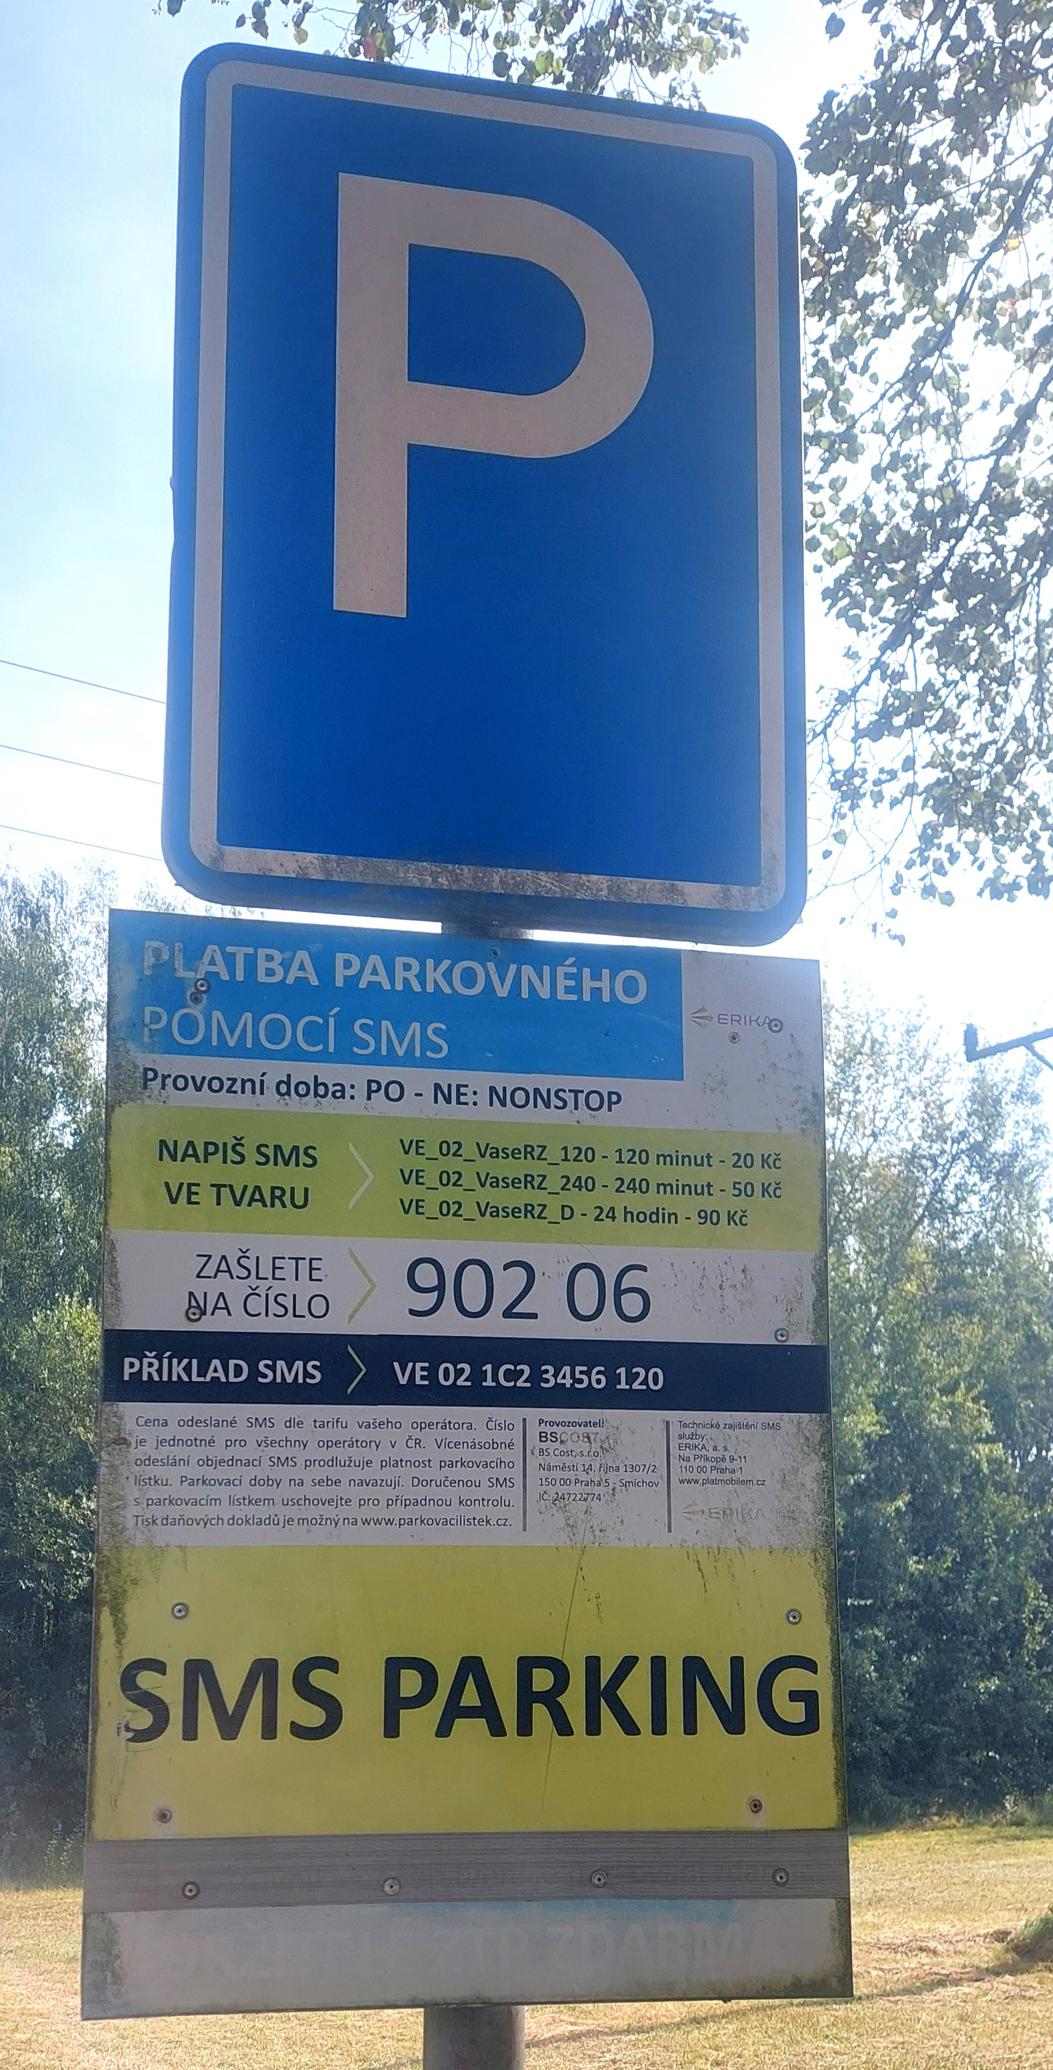 P
PLATBA PARKOVNÉHO
POMOCÍ SMS
ERIKA
Provozní doba: PO - NE: NONSTOP
NAPIŠ SMS
VE TVARU
VE_02_VaseRZ_120 - 120 minut - 20 Kč
VE_02_VaseRZ_240 - 240 minut - 50 Kč
VE_02_VaseRZ_D - 24 hodin - 90 Kč
ZAŠLETE
NA ČÍSLO
902 06
PŘÍKLAD SMS
VE 02 1C2 3456 120
Cena odeslané SMS dle tarifu vašeho operátora. Číslo
je jednotné pro všechny operátory v ČR. Vícenásobné
odeslání objednací SMS prodlužuje platnost parkovacího
lístku. Parkovací doby na sebe navazují. Doručenou SMS
s parkovacím lístkem uschovejte pro případnou kontrolu.
Tisk daňových dokladů je možný na www.parkovacilistek.cz.
Provozovatel:
BSCOST
BS Cost, s.r.o.
Náměstí 14. října 1307/2
150 00 Praha 5 - Smíchov
IČ: 24722774
Technické zajištění SMS
služby:
ERIKA, a. s.
Na Příkopě 9-11
110 00 Praha 1
www.platmobilem.cz
ERIKA
SMS PARKING
ZTP ZDARMA